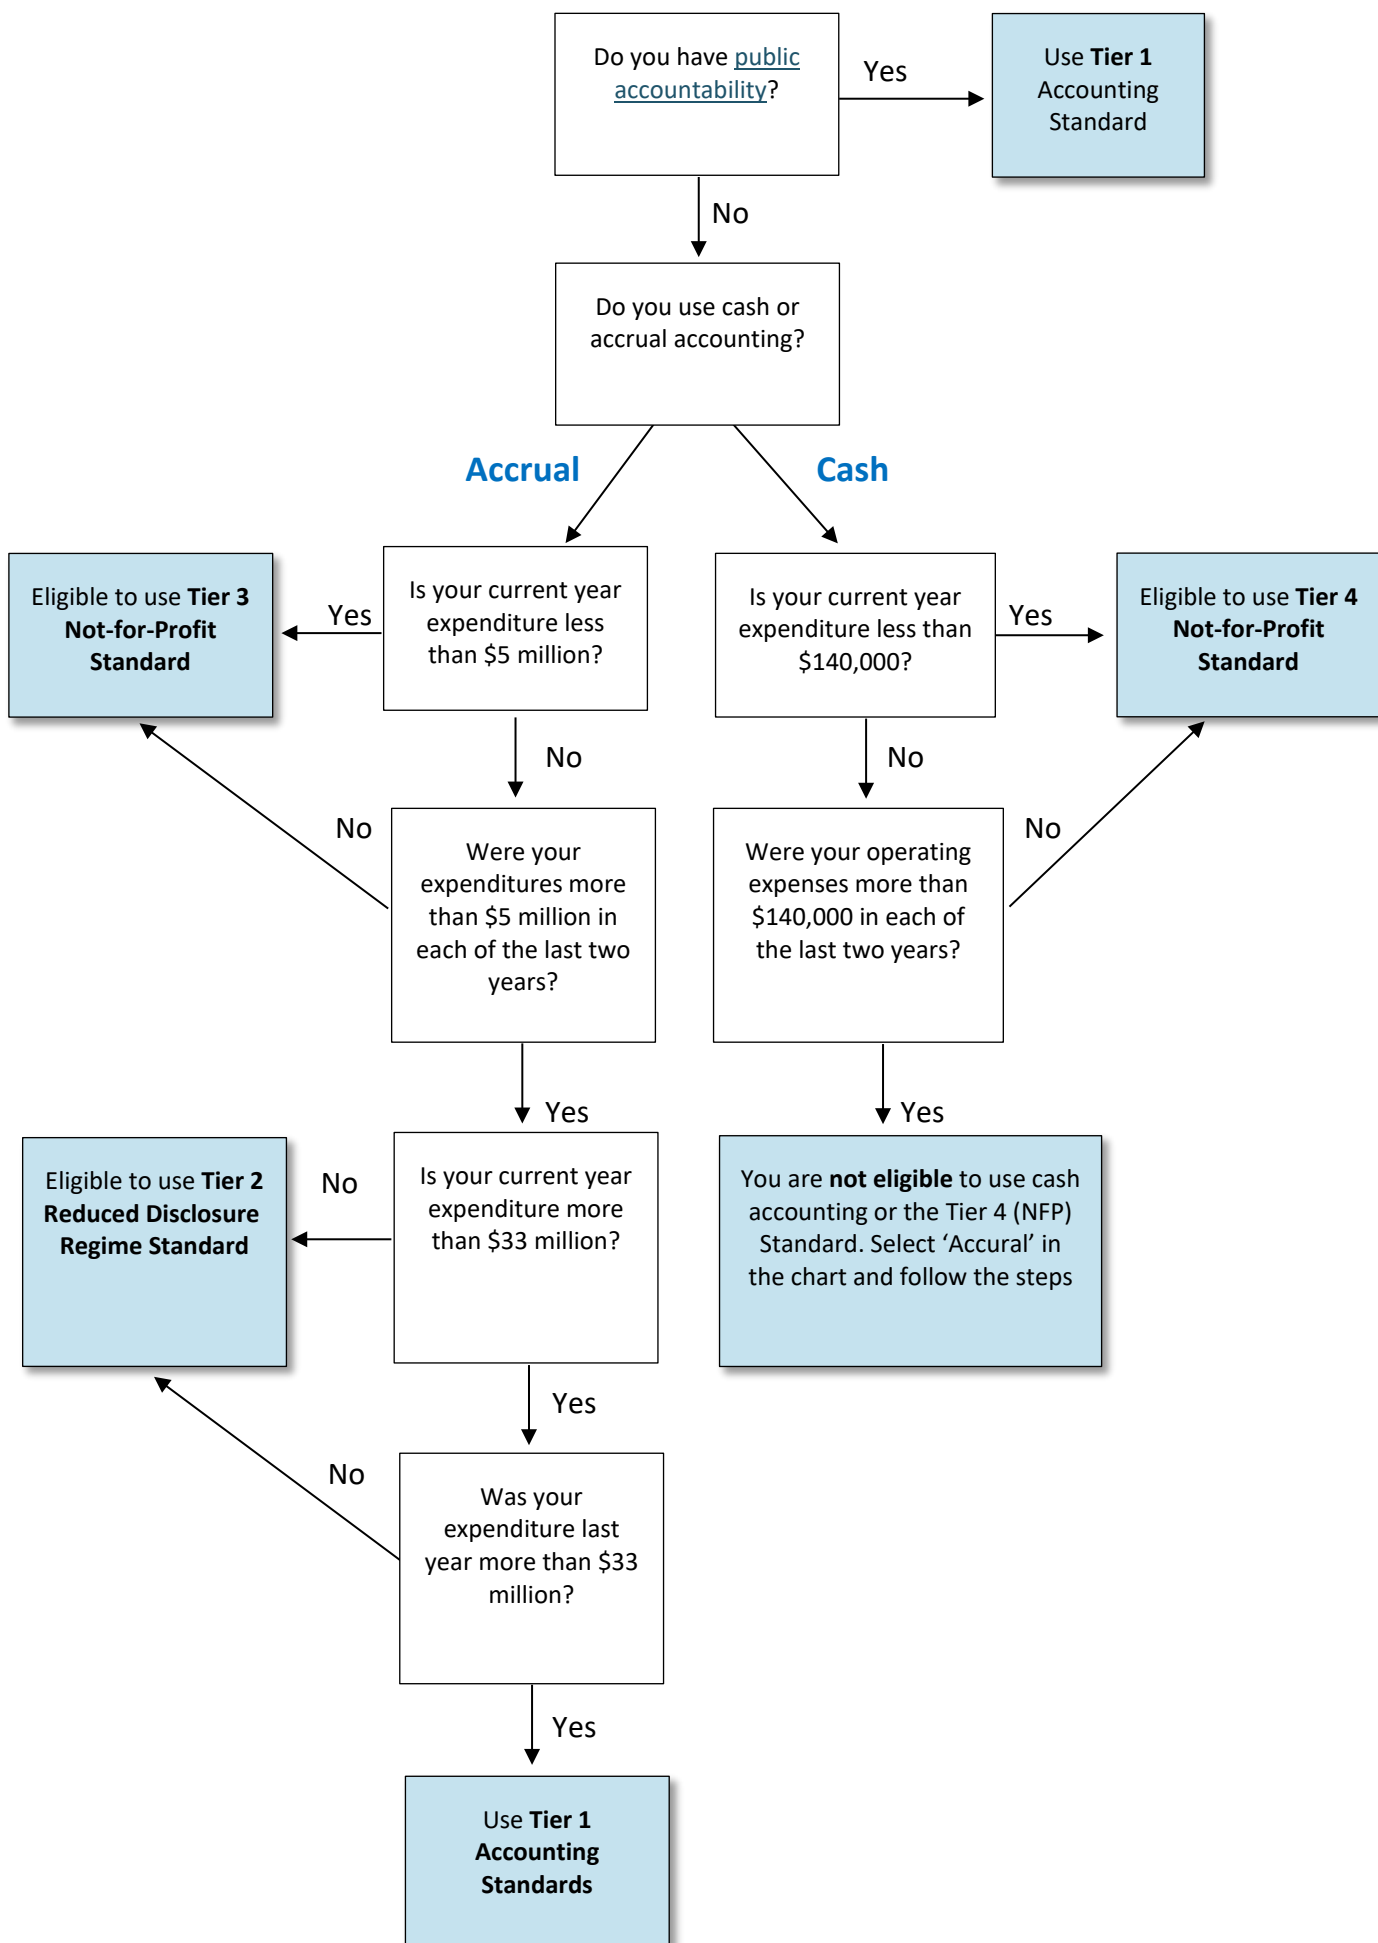 Do you have public
accountability?
Yes
Use Tier 1
Accounting
Standard
No
Do you use cash or
accrual accounting?
Accrual
Cash
Eligible to use Tier 3
Not-for-Profit
Standard
Yes
Is your current year
expenditure less
than $5 million?
Is your current year
expenditure less than
$140,000?
Yes
Eligible to use Tier 4
Not-for-Profit
Standard
No
No
No
Were your
expenditures more
than $5 million in
each of the last two
years?
Were your operating
expenses more than
$140,000 in each of
the last two years?
No
Yes
Yes
Eligible to use Tier 2
Reduced Disclosure
Regime Standard
No
Is your current year
expenditure more
than $33 million?
You are not eligible to use cash
accounting or the Tier 4 (NFP)
Standard. Select ‘Accural’ in
the chart and follow the steps
Yes
No
Was your
expenditure last
year more than $33
million?
Yes
Use Tier 1
Accounting
Standards